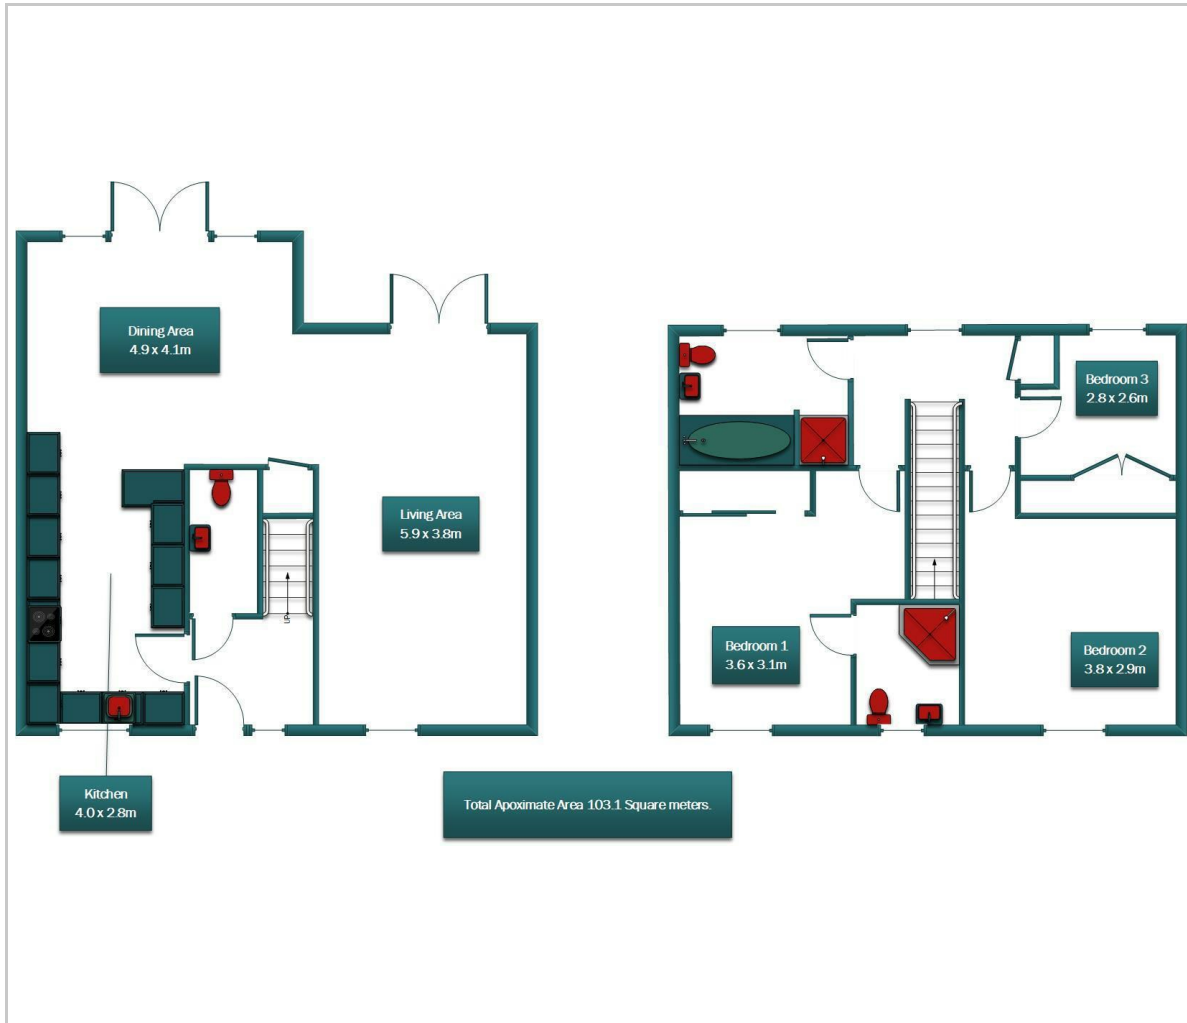 Dining Area
4.9 x 4.1m
Living Area
5.9 x 3.8m
UP
Kitchen
4.0 x 2.8m
Bedroom 3
2.8 x 2.6m
Bedroom 1
3.6 x 3.1m
Bedroom 2
3.8 x 2.9m
Total Apoximate Area 103.1 Square meters.